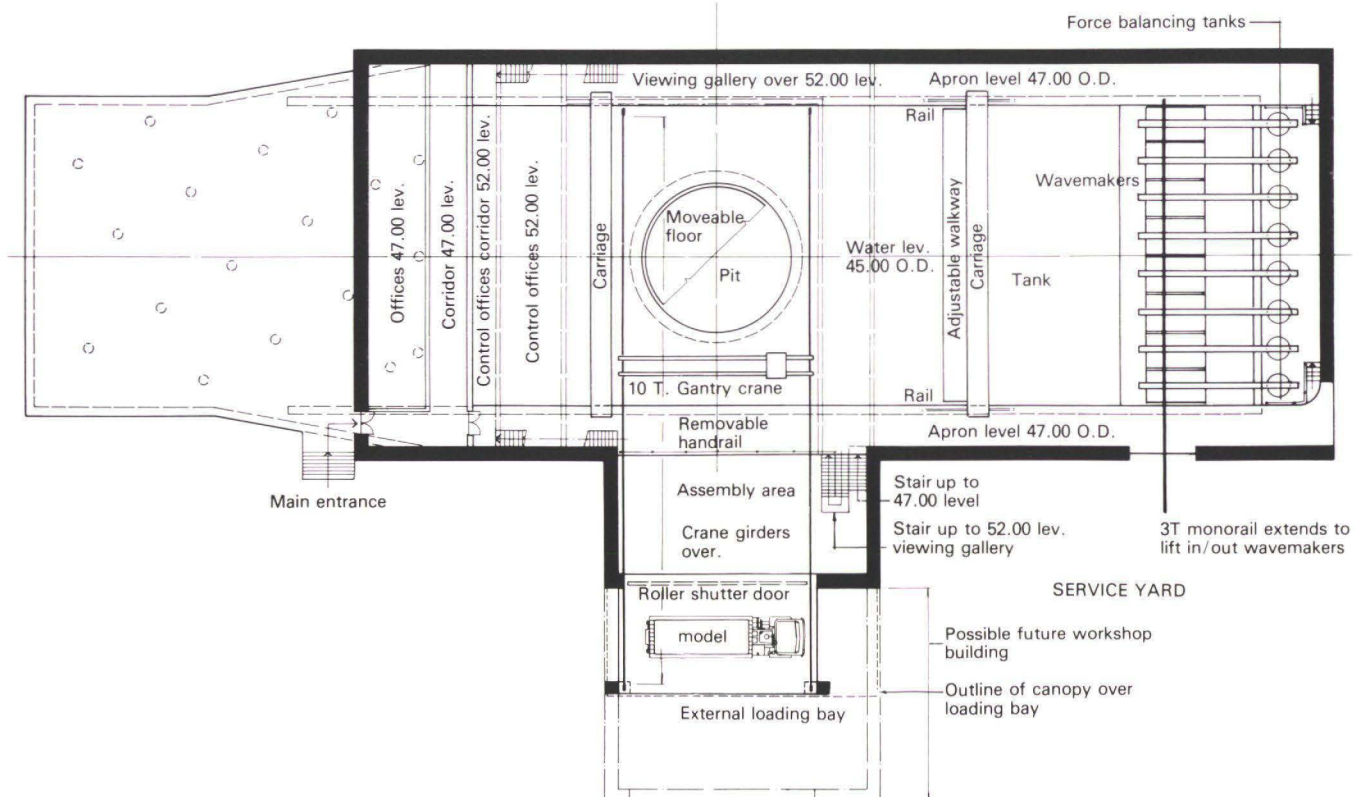 Force balancing tanks
Viewing gallery over 52.00 lev.
Apron level 47.00 O.D.
Rail
Offices 47.00 lev.
Corridor 47.00 lev.
Control offices corridor 52.00 lev.
Control offices 52.00 lev.
Carriage
Moveable
floor
Pit
Water lev.
45.00 O.D.
Adjustable walkway
Carriage
Wavemakers
Tank
10 T. Gantry crane
Rail
Removable
handrail
Apron level 47.00 O.D.
Main entrance
Assembly area
Crane girders
over.
Stair up to
47.00 level
Stair up to 52.00 lev.
viewing gallery
3T monorail extends to
lift in/out wavemakers
SERVICE YARD
Roller shutter door
model
Possible future workshop
building
Outline of canopy over
loading bay
External loading bay